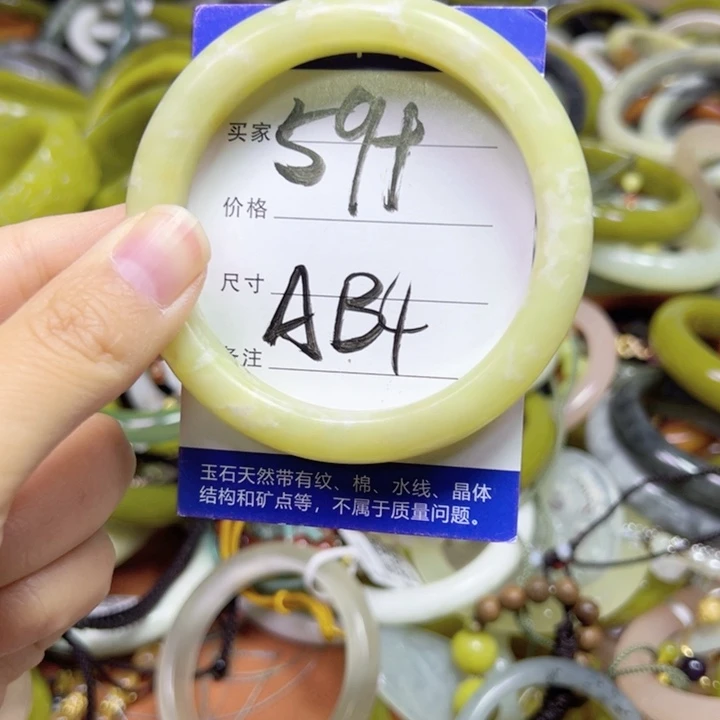 买家 594
价格
尺寸
AB4
备注
玉石天然带有纹、棉、水线、晶体
结构和矿点等，不属于质量问题。